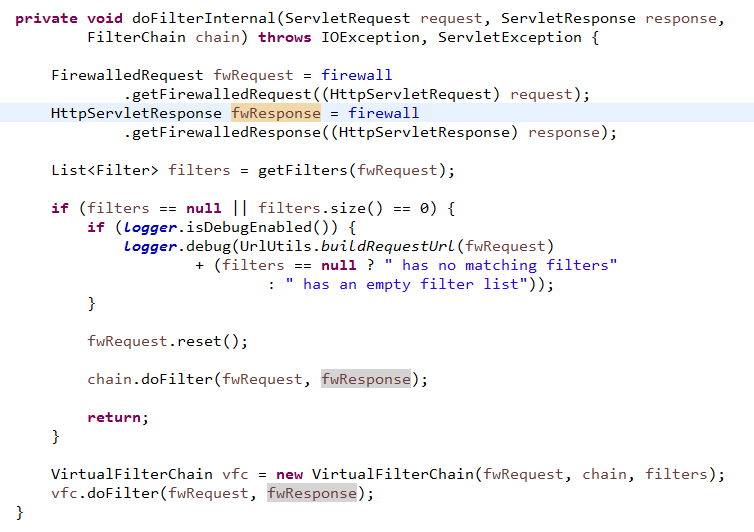 private void doFilterInternal(ServletRequest request, ServletResponse response,
        FilterChain chain) throws IOException, ServletException {

    FirewalledRequest fwRequest = firewall
            .getFirewalledRequest((HttpServletRequest) request);
    HttpServletResponse fwResponse = firewall
            .getFirewalledResponse((HttpServletResponse) response);

    List<Filter> filters = getFilters(fwRequest);

    if (filters == null || filters.size() == 0) {
        if (logger.isDebugEnabled()) {
            logger.debug(UrlUtils.buildRequestUrl(fwRequest)
                    + (filters == null ? " has no matching filters"
                            : " has an empty filter list"));
        }

        fwRequest.reset();

        chain.doFilter(fwRequest, fwResponse);

        return;
    }

    VirtualFilterChain vfc = new VirtualFilterChain(fwRequest, chain, filters);
    vfc.doFilter(fwRequest, fwResponse);
}